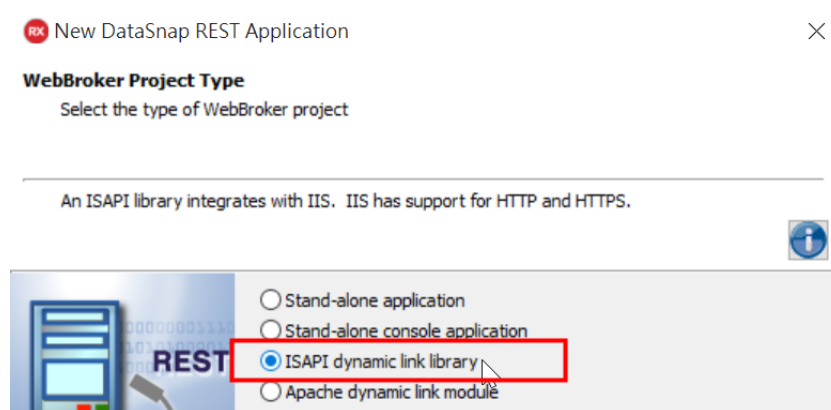 RX New DataSnap REST Application
WebBroker Project Type
Select the type of WebBroker project
An ISAPI library integrates with IIS. IIS has support for HTTP and HTTPS.
Stand-alone application
Stand-alone console application
REST
ISAPI dynamic link library
Apache dynamic link module